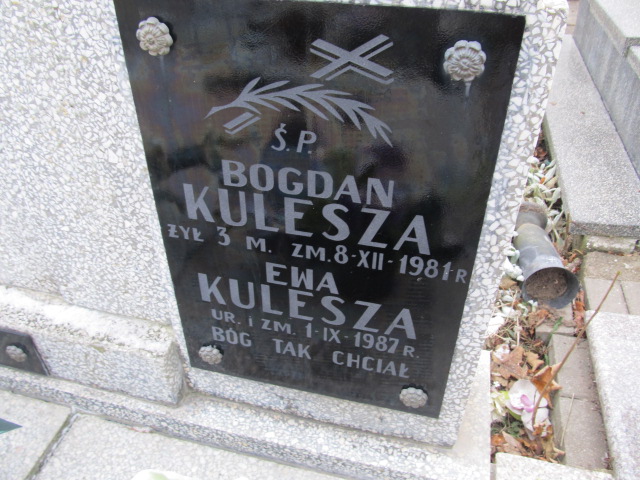 Ś.P.
BOGDAN
KULESZA
ŻYŁ 3 M. ZM. 8-XII-1981 R
EWA
KULESZA
UR. I ZM. 1-IX-1987 R.
BÓG TAK CHCIAŁ